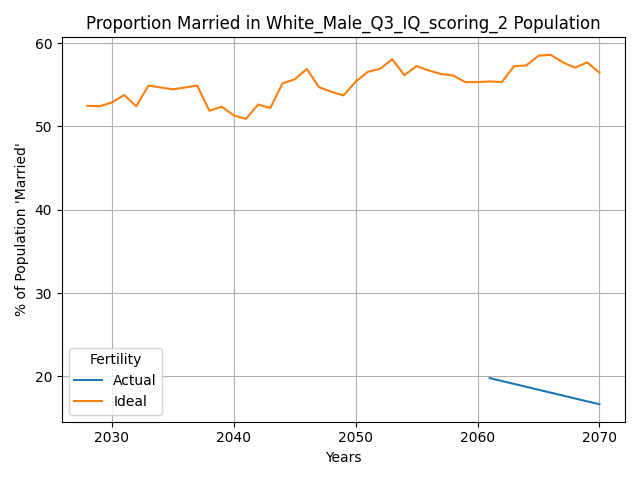 Proportion Married in White_Male_Q3_IQ_scoring_2 Population
60
50
40
30
20
% of Population 'Married'
Fertility
Actual
Ideal
2030
2040
2050
2060
2070
Years